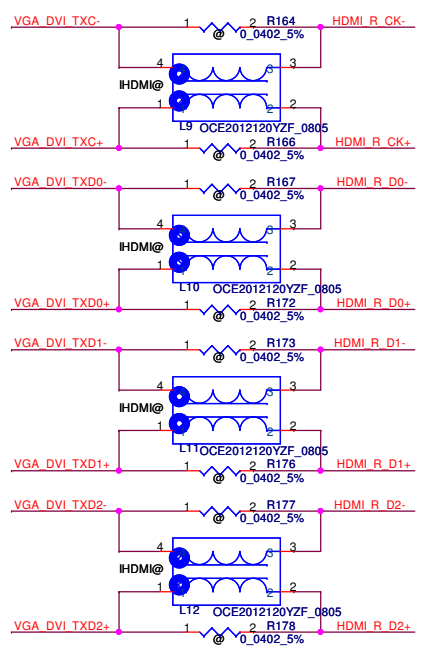 VGA_DVI_TXC- 1 2 R164 HDMI_R_CK-
@ 0_0402_5%
4 3 3
IHDMI@
1 2 2
L9 OCE2012120YZF_0805
VGA_DVI_TXC+ 1 2 R166 HDMI_R_CK+
@ 0_0402_5%
VGA_DVI_TXD0- 1 2 R167 HDMI_R_D0-
@ 0_0402_5%
4 3 3
IHDMI@
1 2 2
L10 OCE2012120YZF_0805
VGA_DVI_TXD0+ 1 2 R172 HDMI_R_D0+
@ 0_0402_5%
VGA_DVI_TXD1- 1 2 R173 HDMI_R_D1-
@ 0_0402_5%
4 3 3
IHDMI@
1 2 2
L11 OCE2012120YZF_0805
VGA_DVI_TXD1+ 1 2 R176 HDMI_R_D1+
@ 0_0402_5%
VGA_DVI_TXD2- 1 2 R177 HDMI_R_D2-
@ 0_0402_5%
4 3 3
IHDMI@
1 2 2
L12 OCE2012120YZF_0805
VGA_DVI_TXD2+ 1 2 R178 HDMI_R_D2+
@ 0_0402_5%